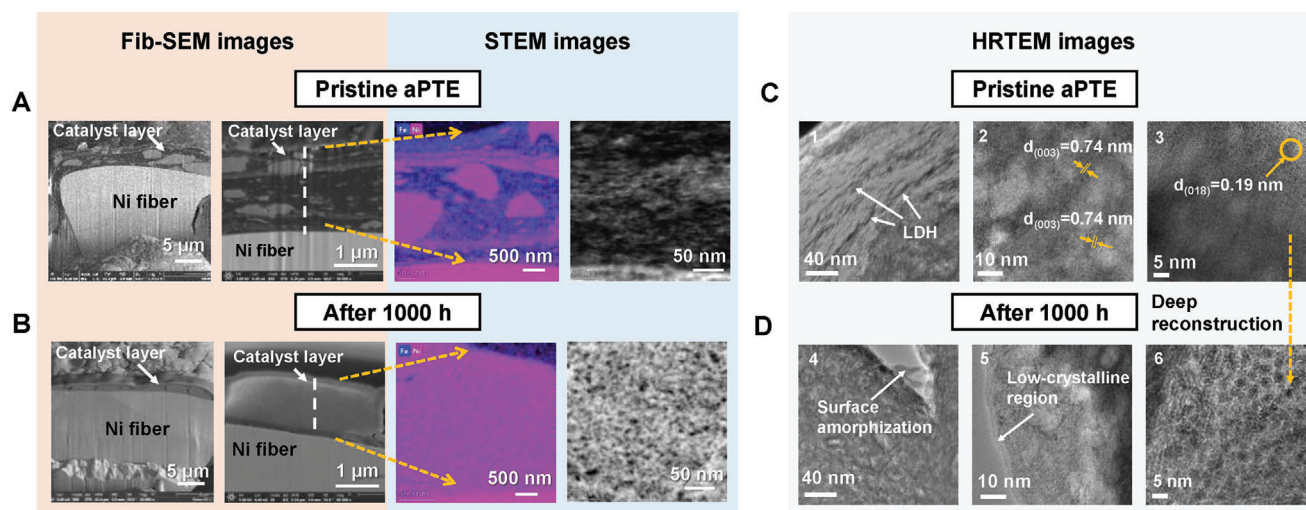 Fib-SEM images
STEM images
HRTEM images
A
Pristine aPTE
Catalyst layer
Ni fiber
5 µm
Catalyst layer
Ni fiber
1 µm
Fe Ni
500 nm
50 nm
B
After 1000 h
Catalyst layer
Ni fiber
5 µm
Catalyst layer
Ni fiber
1 µm
Fe Ni
500 nm
50 nm
C
Pristine aPTE
1
LDH
40 nm
2
d(003)=0.74 nm
d(003)=0.74 nm
10 nm
3
d(018)=0.19 nm
5 nm
D
After 1000 h
Deep
reconstruction
4
Surface
amorphization
40 nm
5
Low-crystalline
region
10 nm
6
5 nm